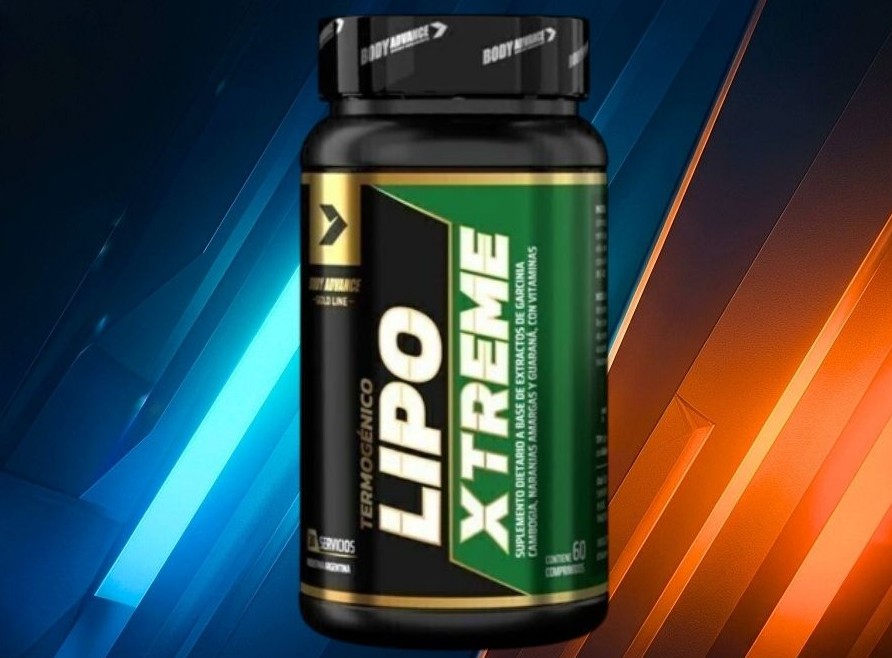 BODY ADVANCE
BODY ADVANCE
BODY ADVANCE
GOLD LINE
TERMOGÉNICO
LIPO
XTREME
SUPLEMENTO DIETARIO A BASE DE EXTRACTOS DE GARCINIA
CAMBOGIA, NARANJAS AMARGAS Y GUARANÁ, CON VITAMINAS
SERVICIOS
INDUSTRIA ARGENTINA
CONTIENE 60
COMPRIMIDOS